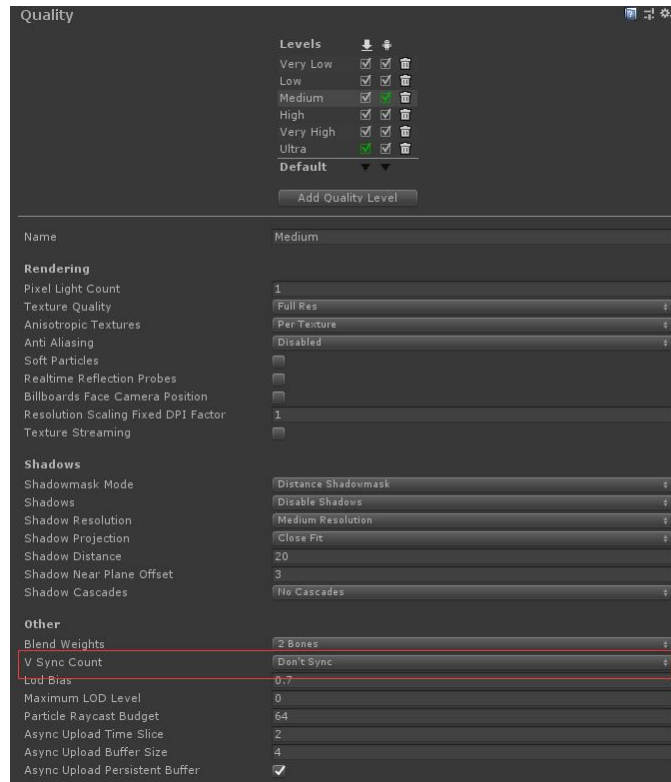 Quality
Levels
Very Low
Low
Medium
High
Very High
Ultra
Default
Add Quality Level
Name Medium
Rendering
Pixel Light Count 1
Texture Quality Full Res
Anisotropic Textures Per Texture
Anti Aliasing Disabled
Soft Particles
Realtime Reflection Probes
Billboards Face Camera Position
Resolution Scaling Fixed DPI Factor 1
Texture Streaming
Shadows
Shadowmask Mode Distance Shadowmask
Shadows Disable Shadows
Shadow Resolution Medium Resolution
Shadow Projection Close Fit
Shadow Distance 20
Shadow Near Plane Offset 3
Shadow Cascades No Cascades
Other
Blend Weights 2 Bones
V Sync Count Don't Sync
Lod Bias 0.7
Maximum LOD Level 0
Particle Raycast Budget 64
Async Upload Time Slice 2
Async Upload Buffer Size 4
Async Upload Persistent Buffer